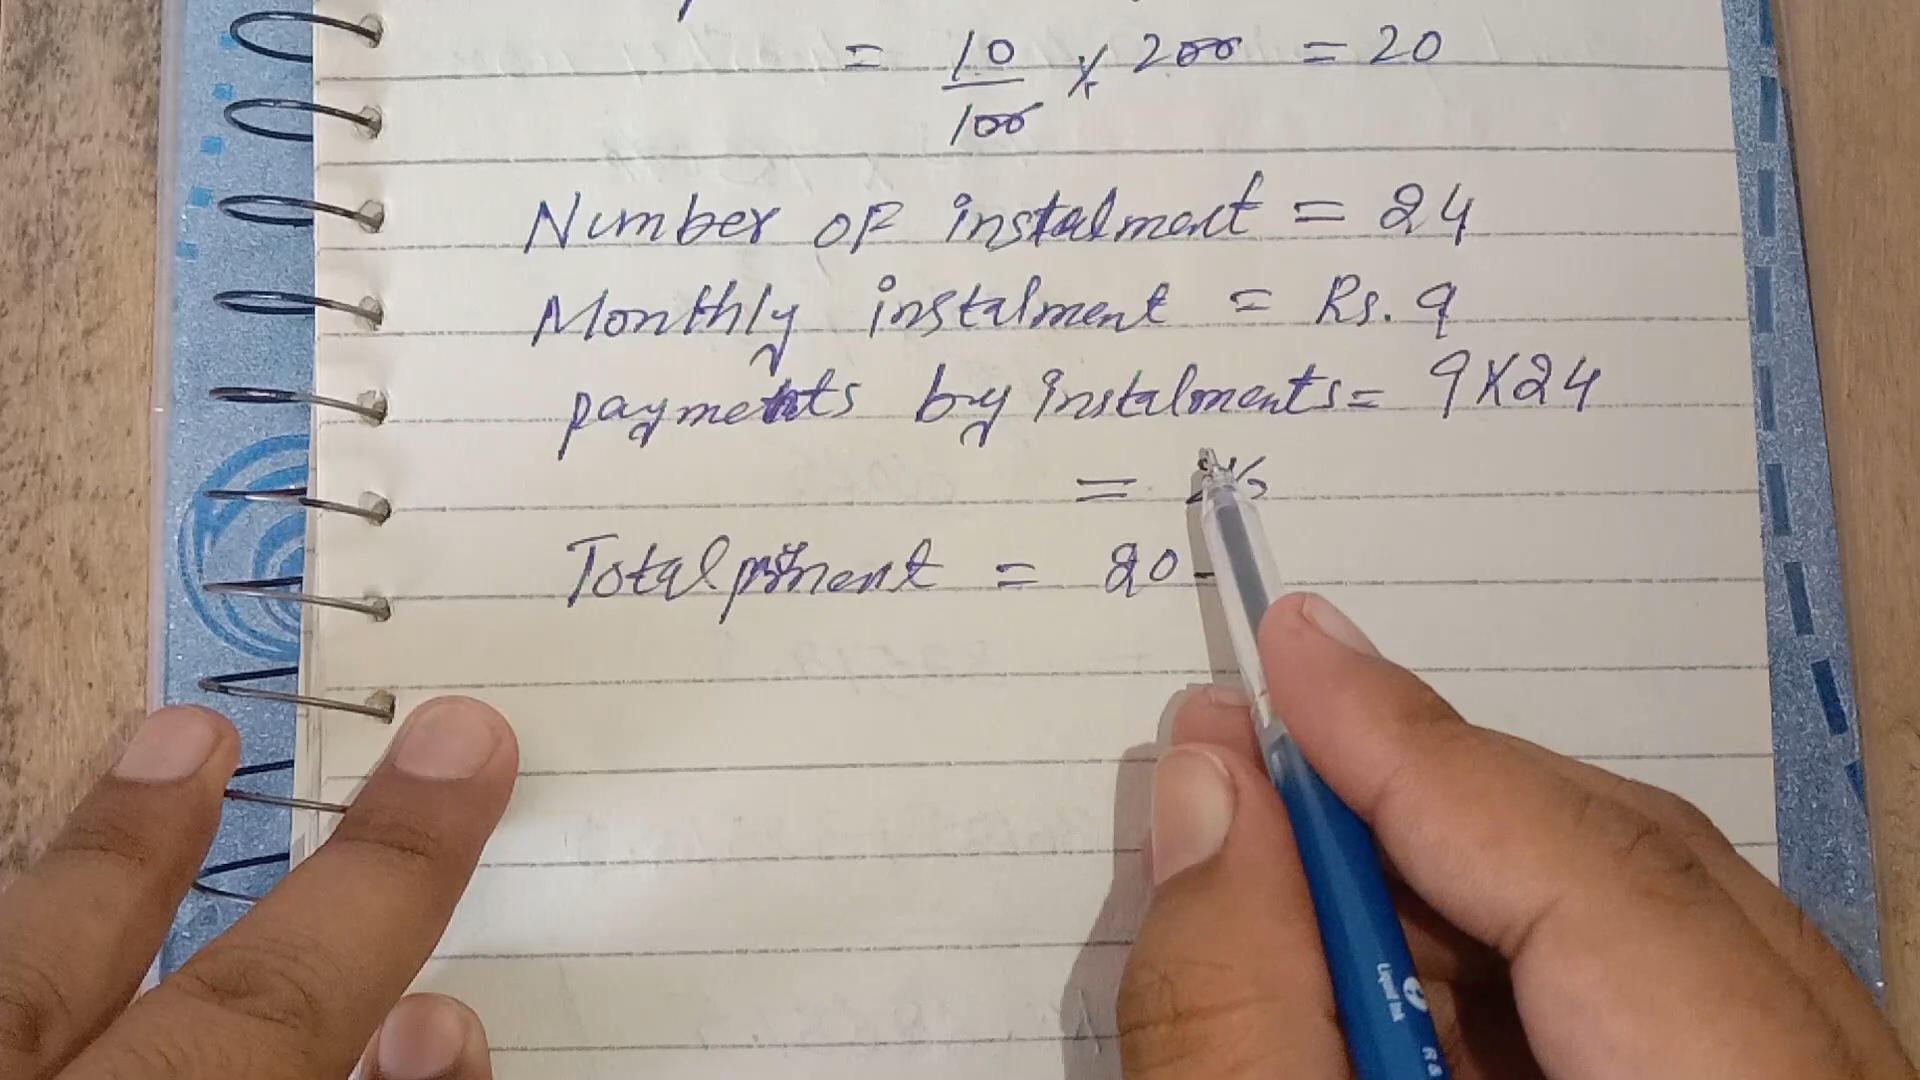 = 10/100 × 200 = 20
Number of instalment = 24
Monthly instalment = Rs. 9
payments by instalments = 9×24
=
Total = 20